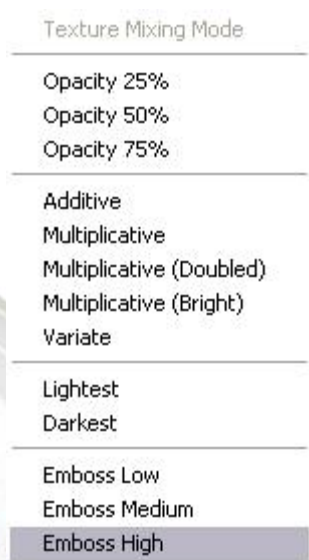 Texture Mixing Mode
Opacity 25%
Opacity 50%
Opacity 75%
Additive
Multiplicative
Multiplicative (Doubled)
Multiplicative (Bright)
Variate
Lightest
Darkest
Emboss Low
Emboss Medium
Emboss High